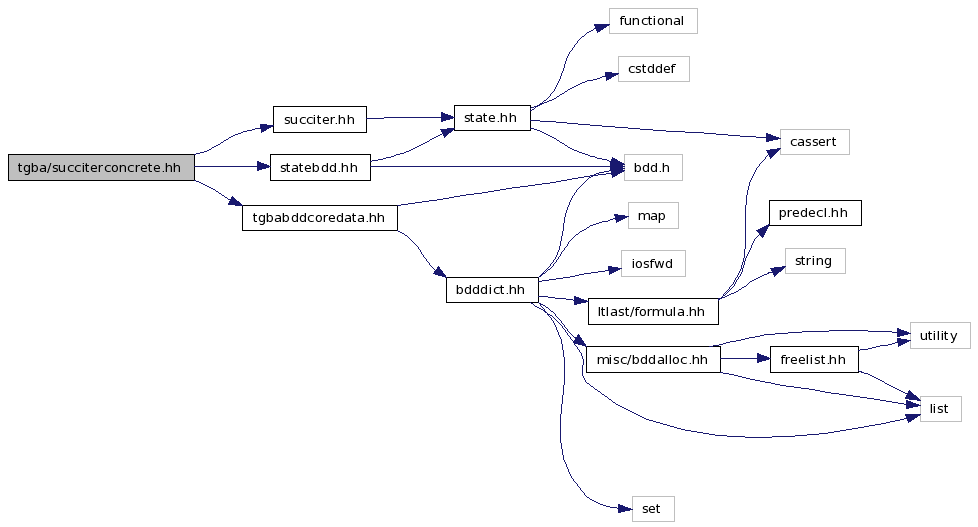 functional
cstddef
succiter.hh
state.hh
cassert
tgba/succiterconcrete.hh
statebdd.hh
bdd.h
tgbabddcoredata.hh
map
predecl.hh
iosfwd
string
bdddict.hh
ltlast/formula.hh
utility
misc/bddalloc.hh
freelist.hh
list
set